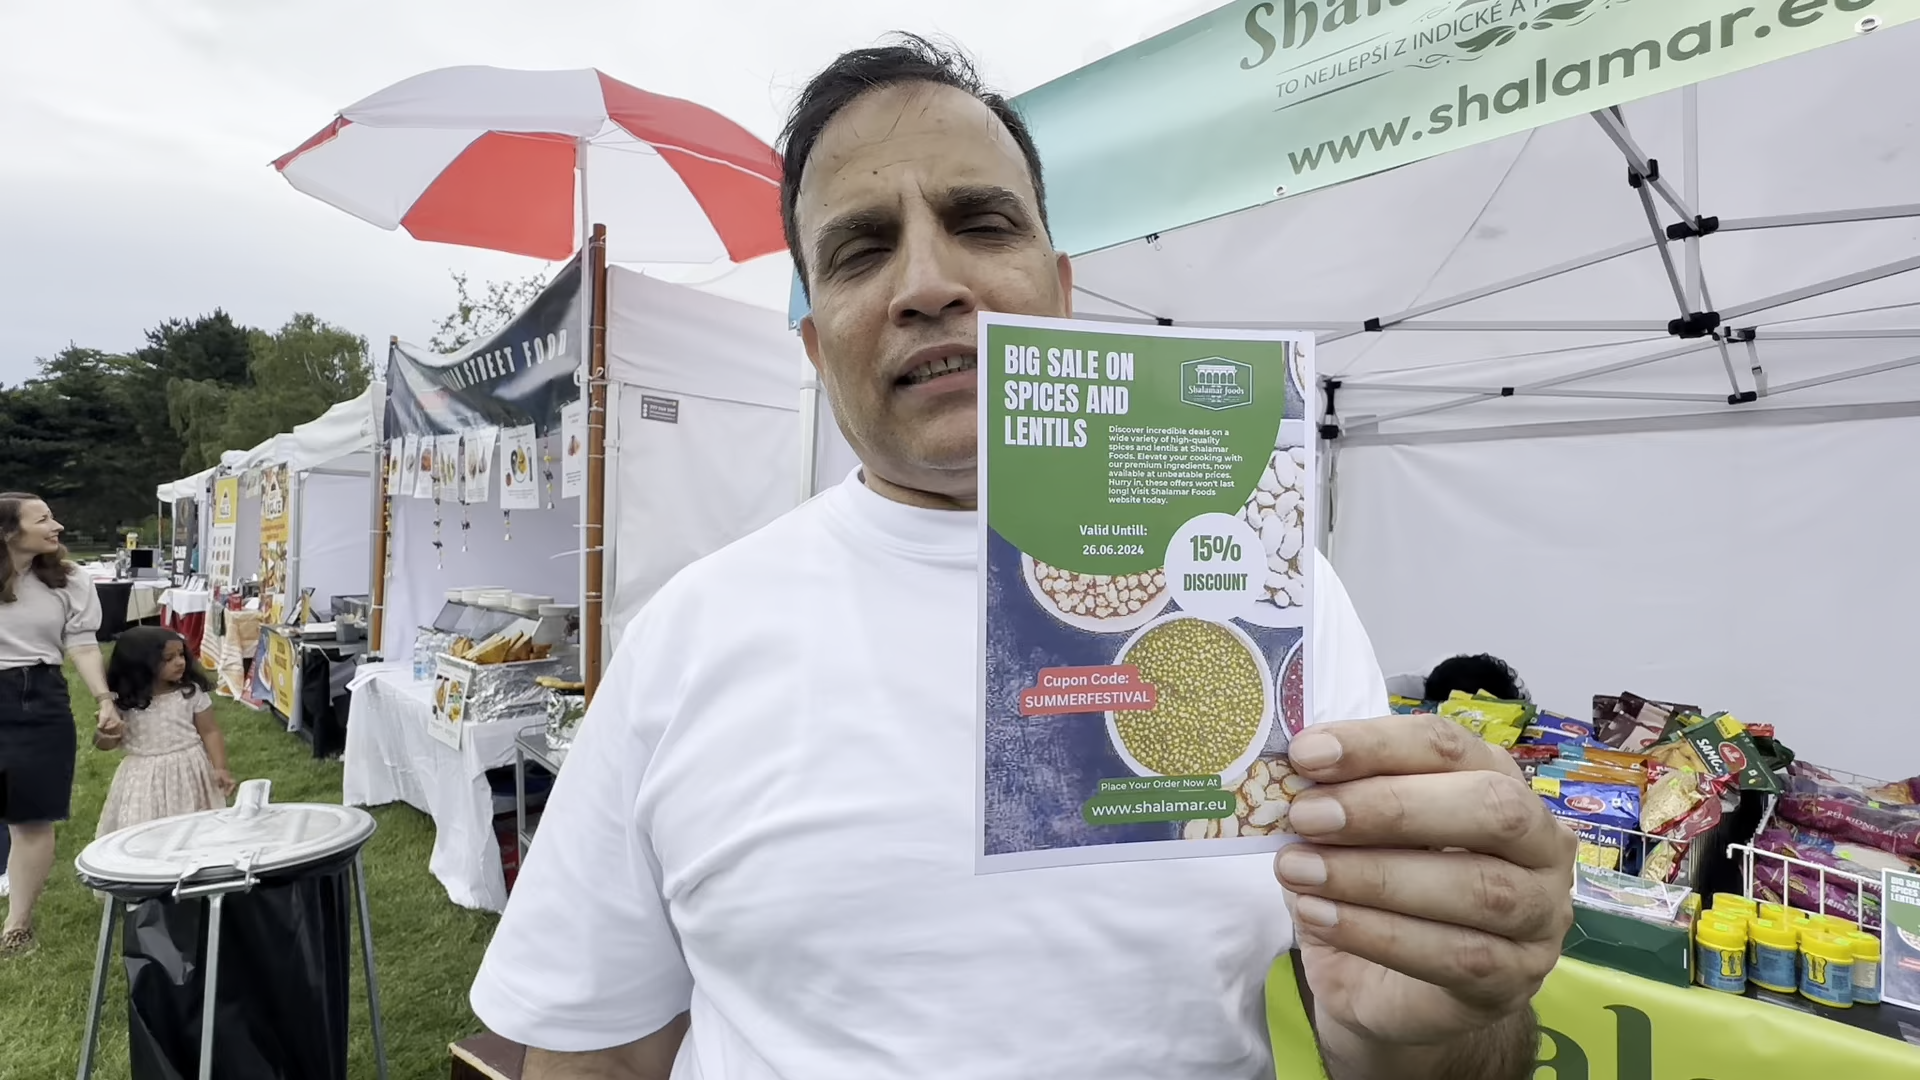 TO NEJLEPŠÍ Z INDICKÉ A
www.shalamar.eu
STREET FOOD
BIG SALE ON
SPICES AND
LENTILS
Shalamar foods
Discover incredible deals on a
wide variety of high-quality
spices and lentils at Shalamar
Foods. Elevate your cooking with
our premium ingredients, now
available at unbeatable prices.
Hurry in, these offers won't last
long! Visit Shalamar Foods
website today.
Valid Untill:
26.06.2024
15%
DISCOUNT
Cupon Code:
SUMMERFESTIVAL
Place Your Order Now At
www.shalamar.eu
RED KIDNEY BEANS